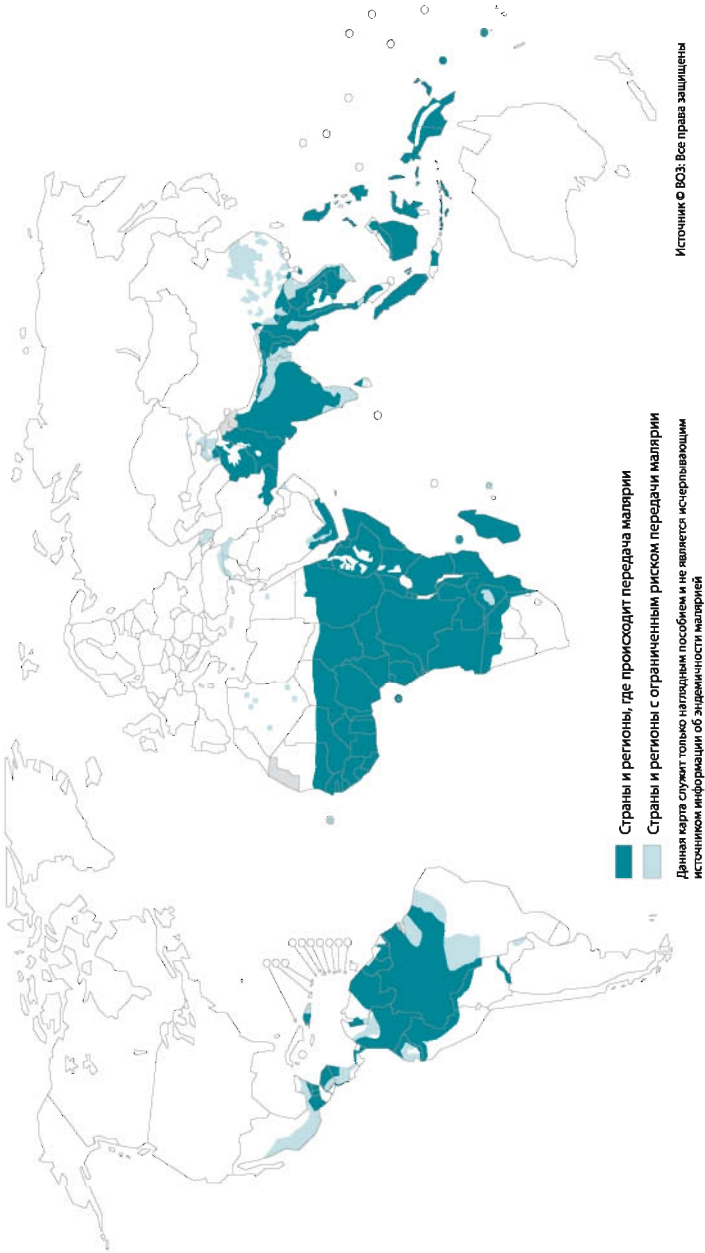 Страны и регионы, где происходит передача малярии
Страны и регионы с ограниченным риском передачи малярии
Данная карта служит только наглядным пособием и не является исчерпывающим
источником информации об эндемичности малярией
Источник © ВОЗ: Все права защищены